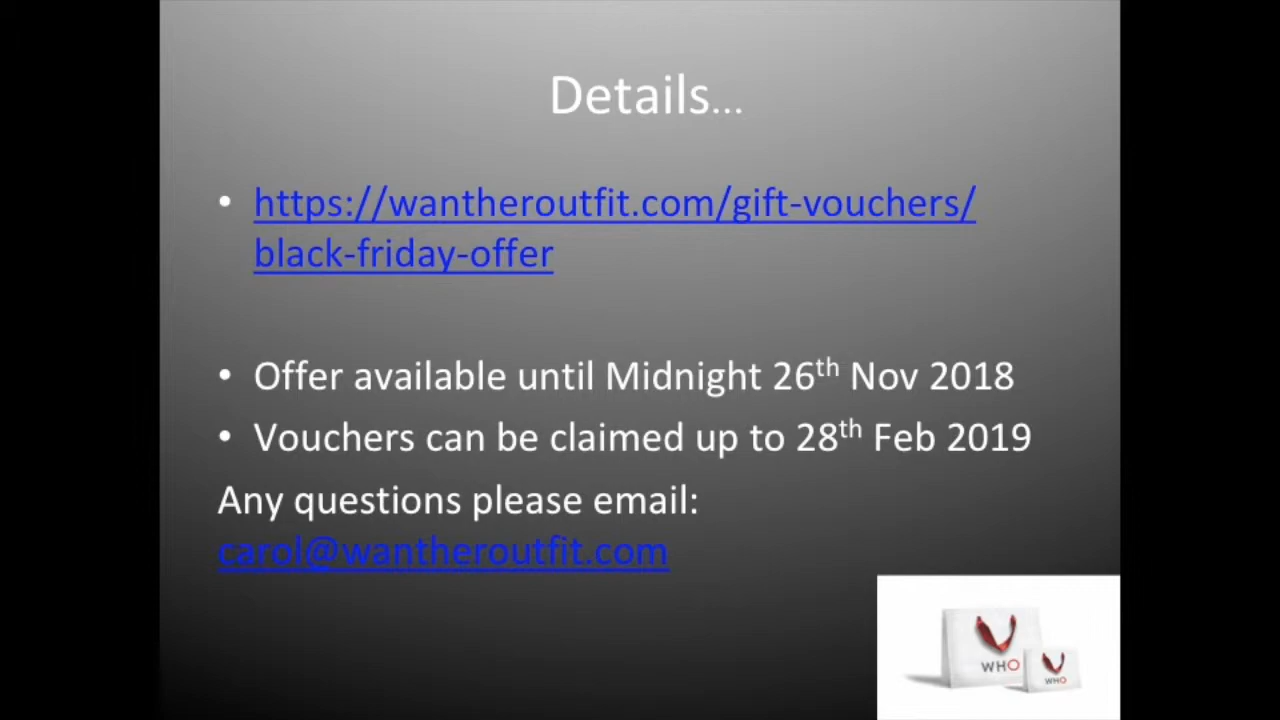 Details...
• https://wantheroutfit.com/gift-vouchers/
black-friday-offer
• Offer available until Midnight 26th Nov 2018
• Vouchers can be claimed up to 28th Feb 2019
Any questions please email:
carol@wantheroutfit.com
WHO
WHO